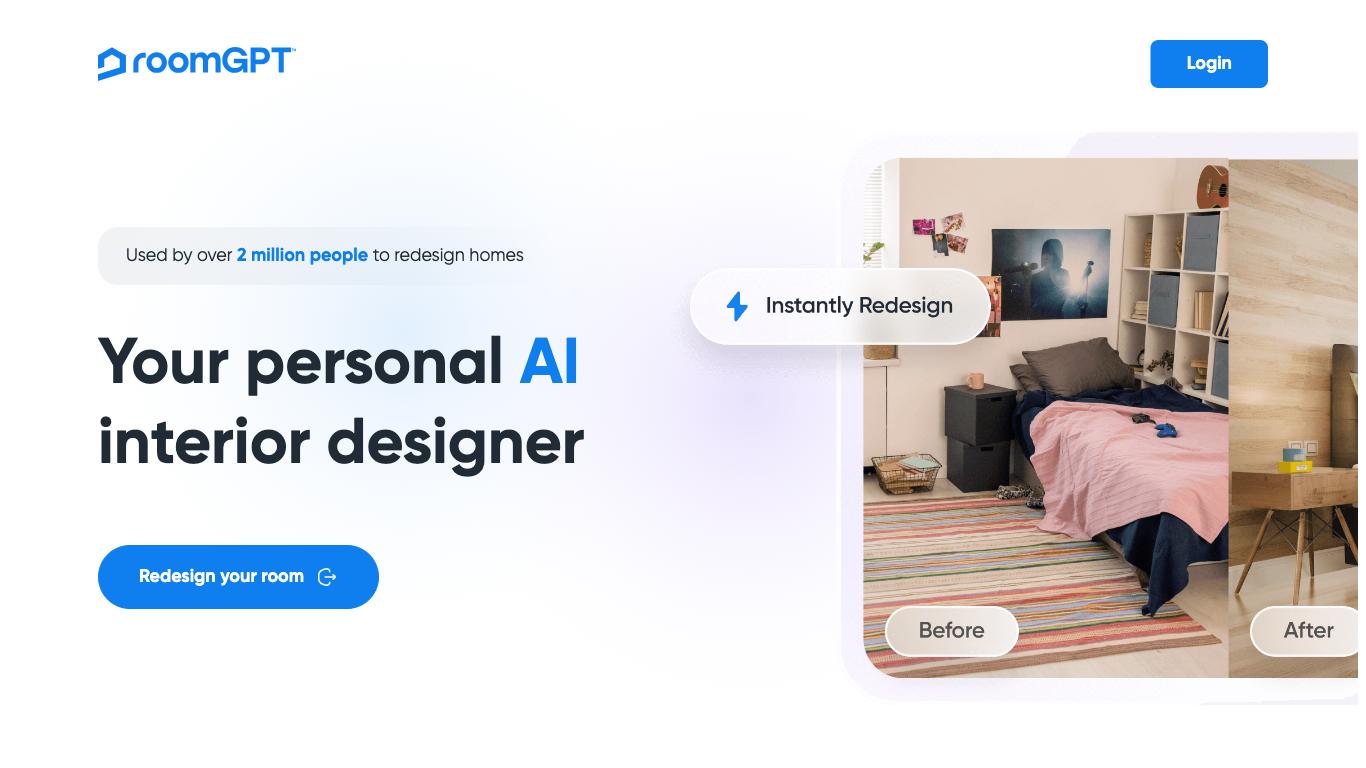 roomGPT™
Login
Used by over 2 million people to redesign homes
Instantly Redesign
Your personal AI
interior designer
Redesign your room
Before
After